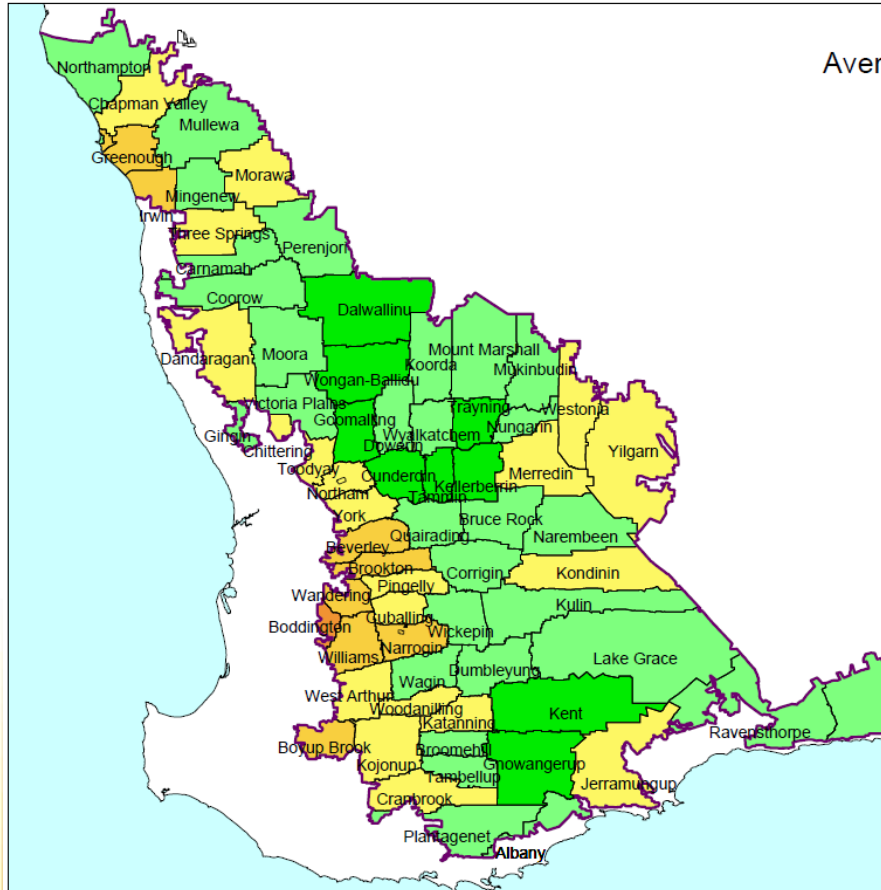 Aver
Northampton
Chapman Valley
Mullewa
Greenough
Morawa
Mingenew
Irwin
Three Springs
Perenjori
Carnamah
Coorow
Dalwallinu
Mount Marshall
Moora
Dandaragan
Koorda
Mukinbudin
Wongan-Ballidu
Victoria Plains
Trayning
Westonia
Goomalling
Nungarin
Gingin
Wyalkatchem
Dowerin
Chittering
Yilgarn
Toodyay
Cunderdin
Merredin
Kellerberrin
Northam
Tammin
York
Bruce Rock
Quairading
Narembeen
Beverley
Brookton
Corrigin
Kondinin
Pingelly
Wandering
Kulin
Cuballing
Boddington
Wickepin
Narrogin
Williams
Lake Grace
Dumbleyung
Wagin
West Arthur
Woodanilling
Kent
Katanning
Ravensthorpe
Boyup Brook
Broomehill
Gnowangerup
Kojonup
Tambellup
Jerramungup
Cranbrook
Plantagenet
Albany